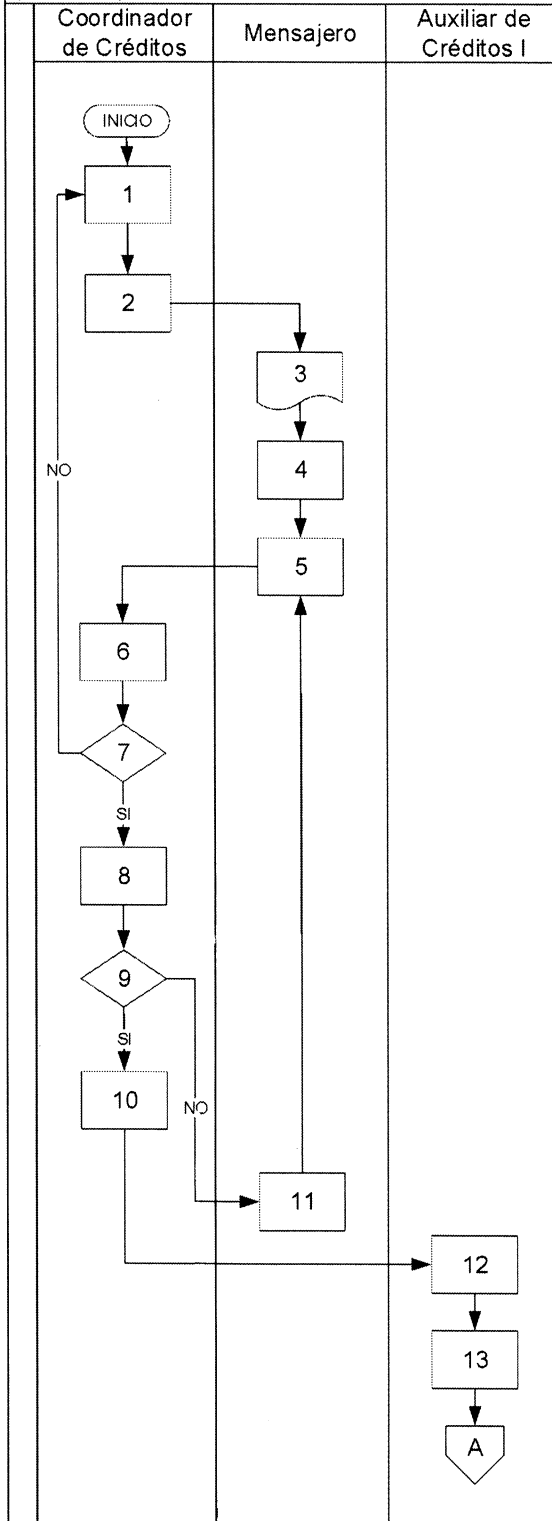 Coordinador
de Créditos
Mensajero
Auxiliar de
Créditos I
INICIO
1
2
3
NO
4
5
6
7
SI
8
9
SI
10
NO
11
12
13
A